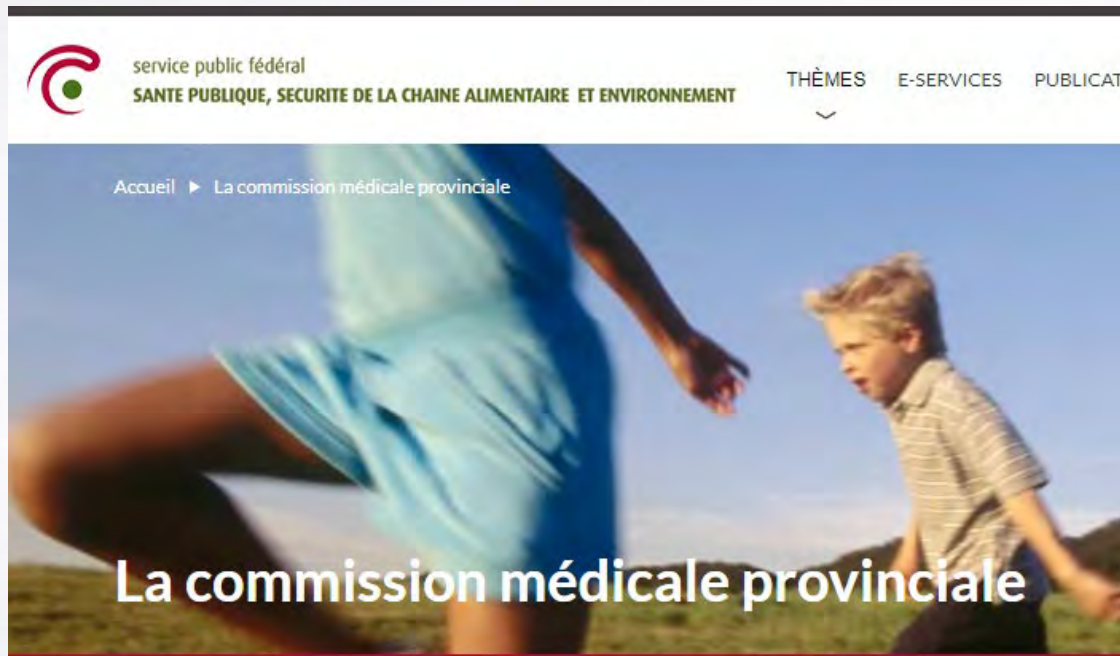 service public fédéral
SANTE PUBLIQUE, SECURITE DE LA CHAINE ALIMENTAIRE ET ENVIRONNEMENT
THÈMES E-SERVICES PUBLICAT
Accueil ▶ La commission médicale provinciale
La commission médicale provinciale